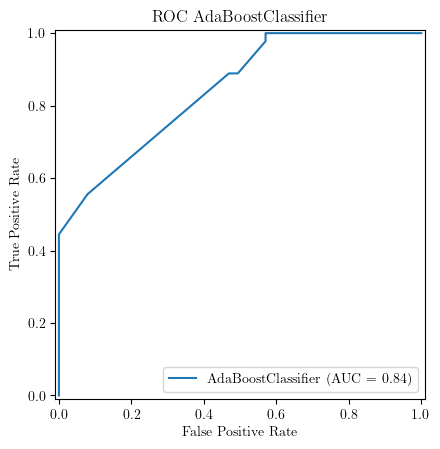 ROC AdaBoostClassifier
True Positive Rate
1.0
0.8
0.6
0.4
0.2
0.0
AdaBoostClassifier (AUC = 0.84)
0.0 0.2 0.4 0.6 0.8 1.0
False Positive Rate